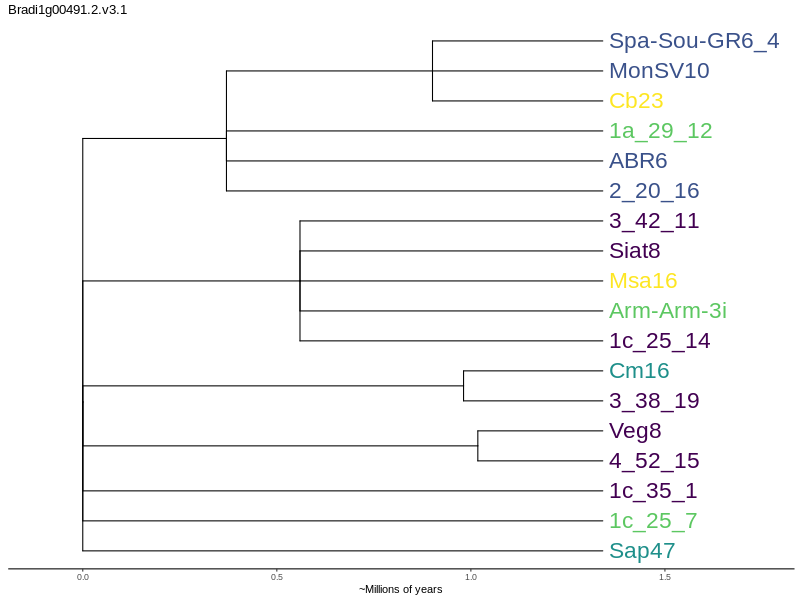 Bradi1g00491.2.v3.1
Spa-Sou-GR6_4
MonSV10
Cb23
1a_29_12
ABR6
2_20_16
3_42_11
Siat8
Msa16
Arm-Arm-3i
1c_25_14
Cm16
3_38_19
Veg8
4_52_15
1c_35_1
1c_25_7
Sap47
0.0 0.5 1.0 1.5
~Millions of years